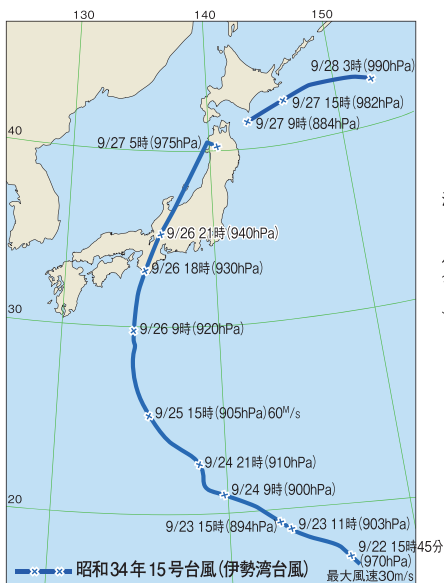 130
140
150
9/28 3時(990hPa)
9/27 15時(982hPa)
9/27 9時(884hPa)
40
9/27 5時(975hPa)
9/26 21時(940hPa)
9/26 18時(930hPa)
30
9/26 9時(920hPa)
9/25 15時(905hPa)60M/s
9/24 21時(910hPa)
9/24 9時(900hPa)
20
9/23 15時(894hPa)
9/23 11時(903hPa)
9/22 15時45分
(970hPa)
最大風速30m/s
昭和34年15号台風(伊勢湾台風)